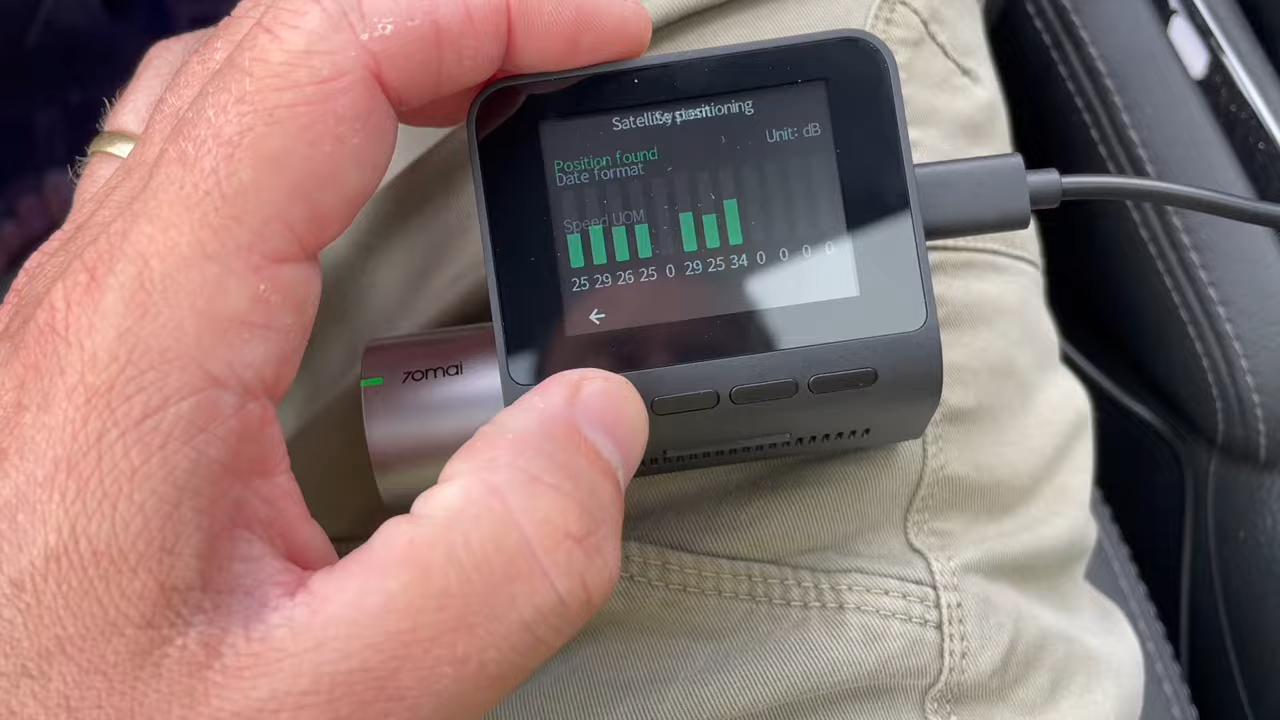 Satellite positioning
System
Unit: dB
Position found
Date format
Speed UOM
25 29 26 25 0 29 25 34 0 0 0 0
←
70mai